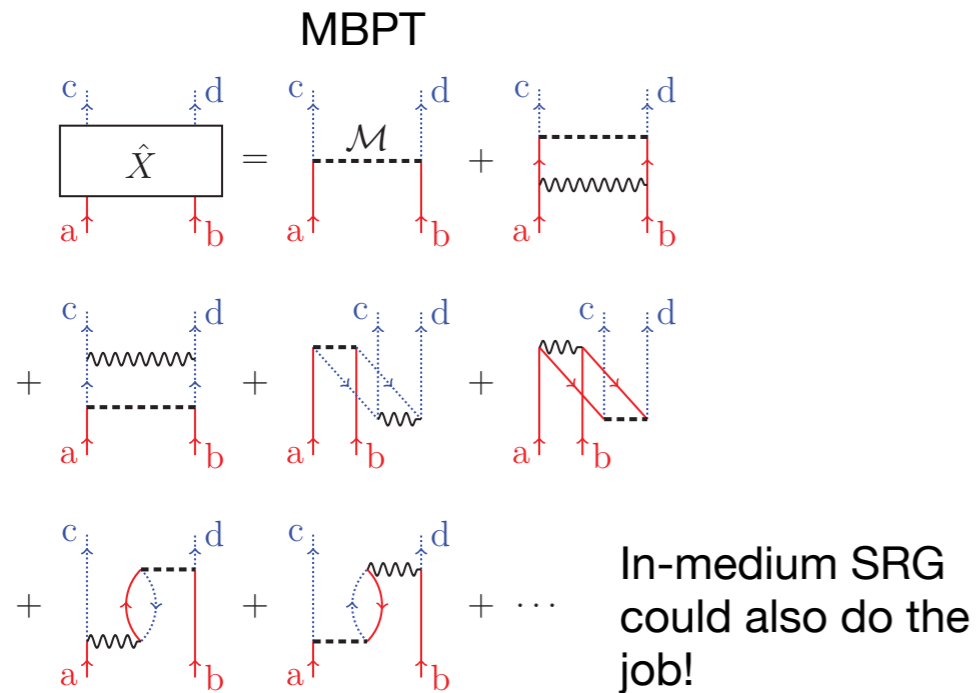 MBPT
c d c d c d
X̂ = ℳ + 
a b a b a b
c d c d c d
+ + +
a b a b a b
c d c d
+ + + ···
a b a b
In-medium SRG
could also do the
job!